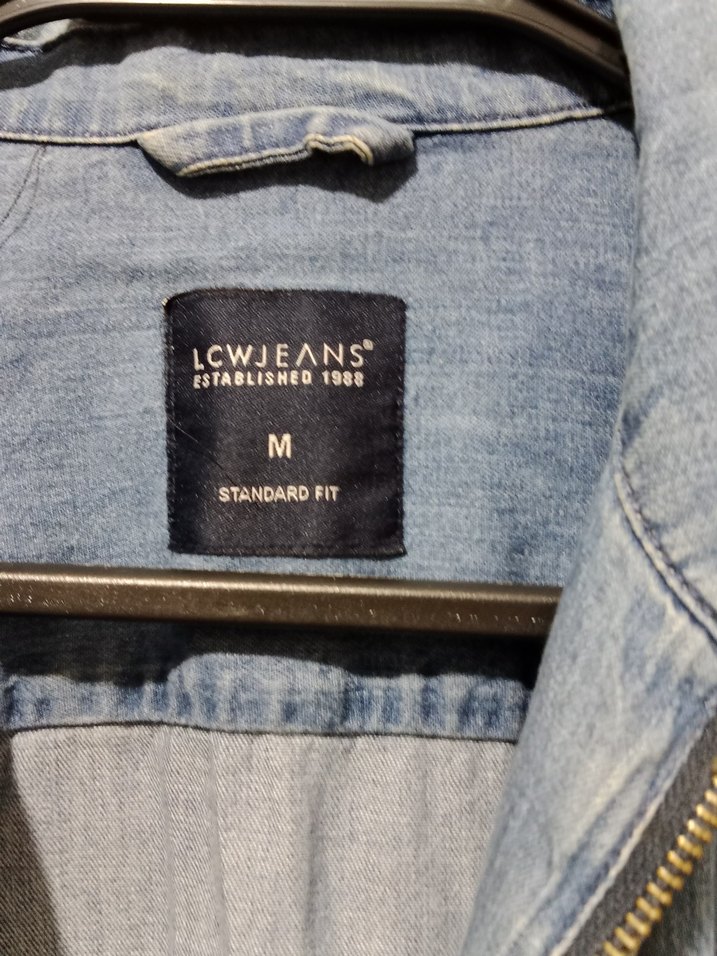 LCWJEANS®
ESTABLISHED 1988
M
STANDARD FIT